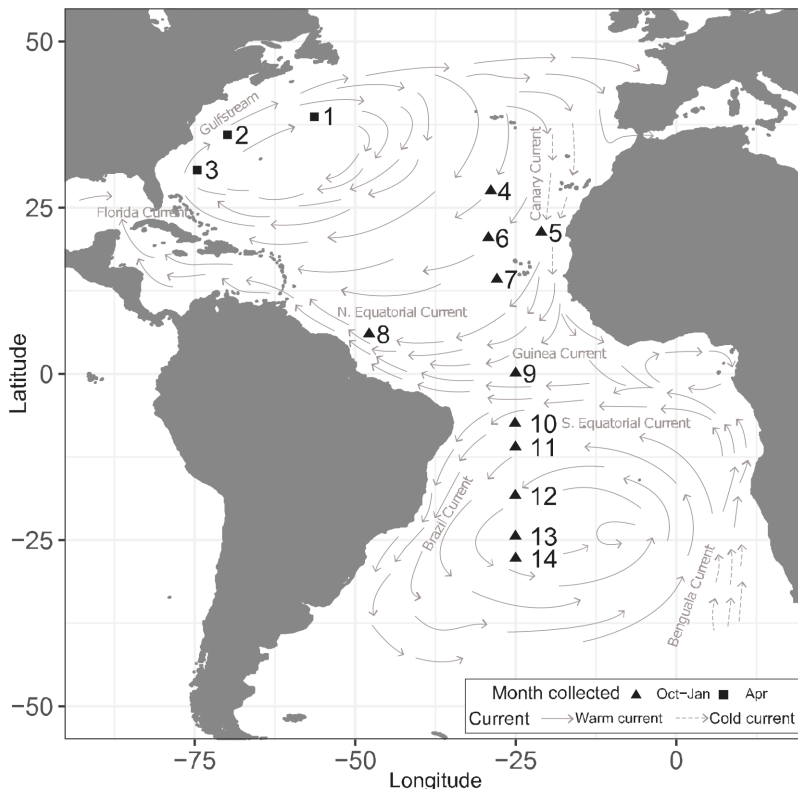 50
25
0
−25
−50
Latitude
−75
−50
−25
0
Longitude
Gulfstream
1
2
3
Florida Current
Canary Current
4
5
6
7
N. Equatorial Current
8
Guinea Current
9
10
S. Equatorial Current
11
12
Brazil Current
13
14
Benguala Current
Month collected Oct−Jan Apr
Current Warm current Cold current